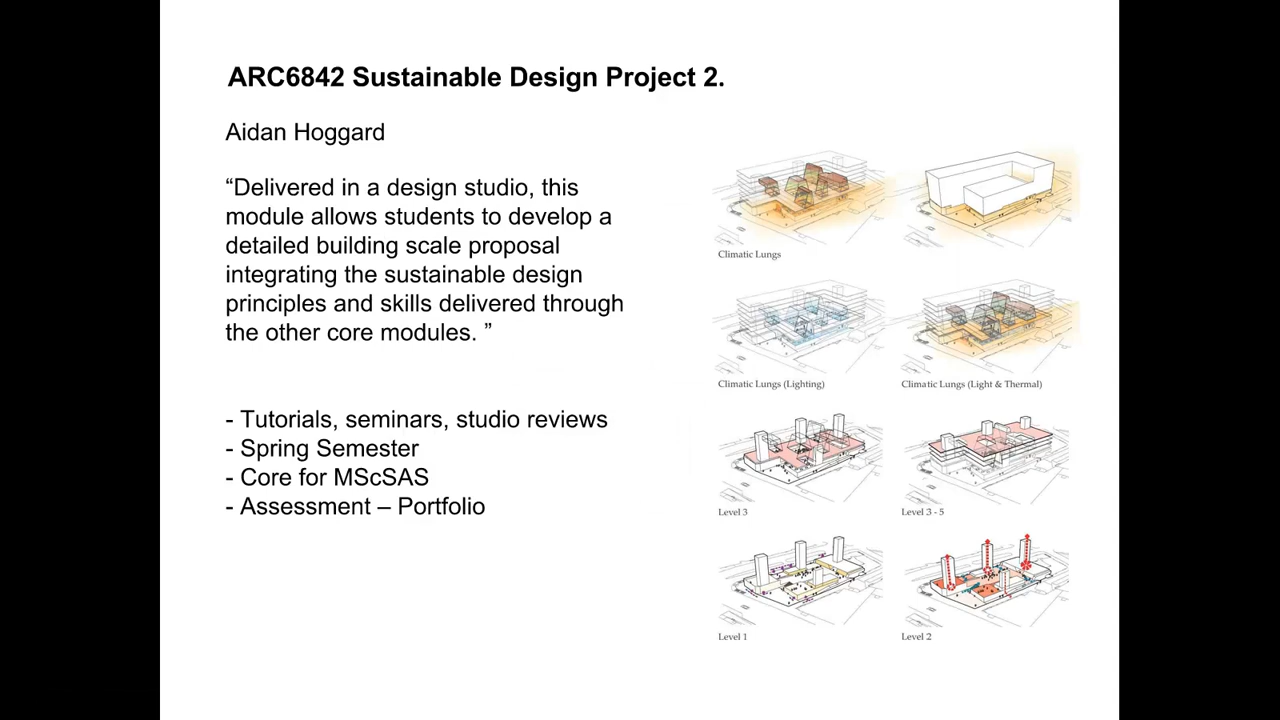 ARC6842 Sustainable Design Project 2.
Aidan Hoggard
“Delivered in a design studio, this
module allows students to develop a
detailed building scale proposal
integrating the sustainable design
principles and skills delivered through
the other core modules. ”
- Tutorials, seminars, studio reviews
- Spring Semester
- Core for MScSAS
- Assessment – Portfolio
Climatic Lungs
Climatic Lungs (Lighting)
Climatic Lungs (Light & Thermal)
Level 3
Level 3 - 5
Level 1
Level 2